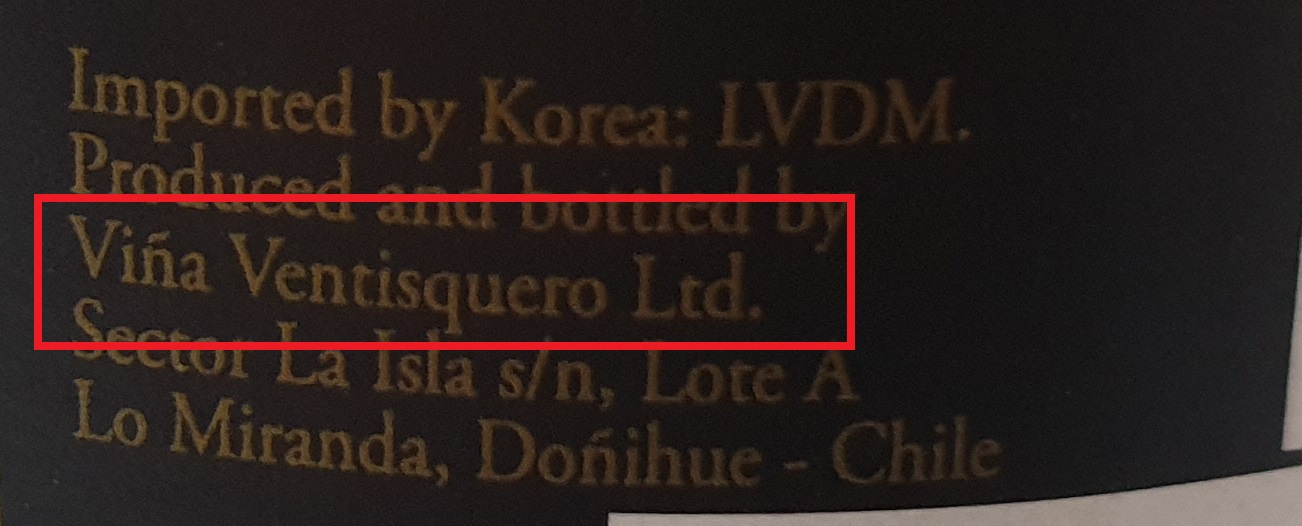 Imported by Korea: LVDM.
Produced and bottled by
Viña Ventisquero Ltd.
Sector La Isla s/n, Lote A
Lo Miranda, Doñihue - Chile